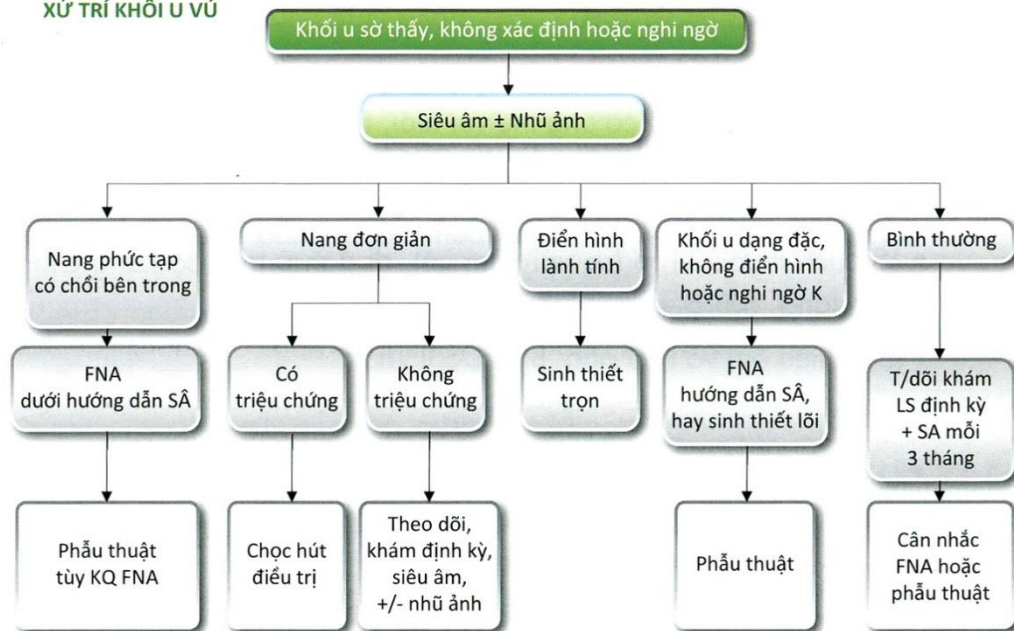 XỬ TRÍ KHỐI U VÚ
Khối u sờ thấy, không xác định hoặc nghi ngờ
Siêu âm ± Nhũ ảnh
Nang phức tạp
có chồi bên trong
Nang đơn giản
Điển hình
lành tính
Khối u dạng đặc,
không điển hình
hoặc nghi ngờ K
Bình thường
FNA
dưới hướng dẫn SÂ
Có
triệu chứng
Không
triệu chứng
Sinh thiết
trọn
FNA
hướng dẫn SÂ,
hay sinh thiết lõi
T/dõi khám
LS định kỳ
+ SA mỗi
3 tháng
Phẫu thuật
tùy KQ FNA
Chọc hút
điều trị
Theo dõi,
khám định kỳ,
siêu âm,
+/- nhũ ảnh
Phẫu thuật
Cân nhắc
FNA hoặc
phẫu thuật